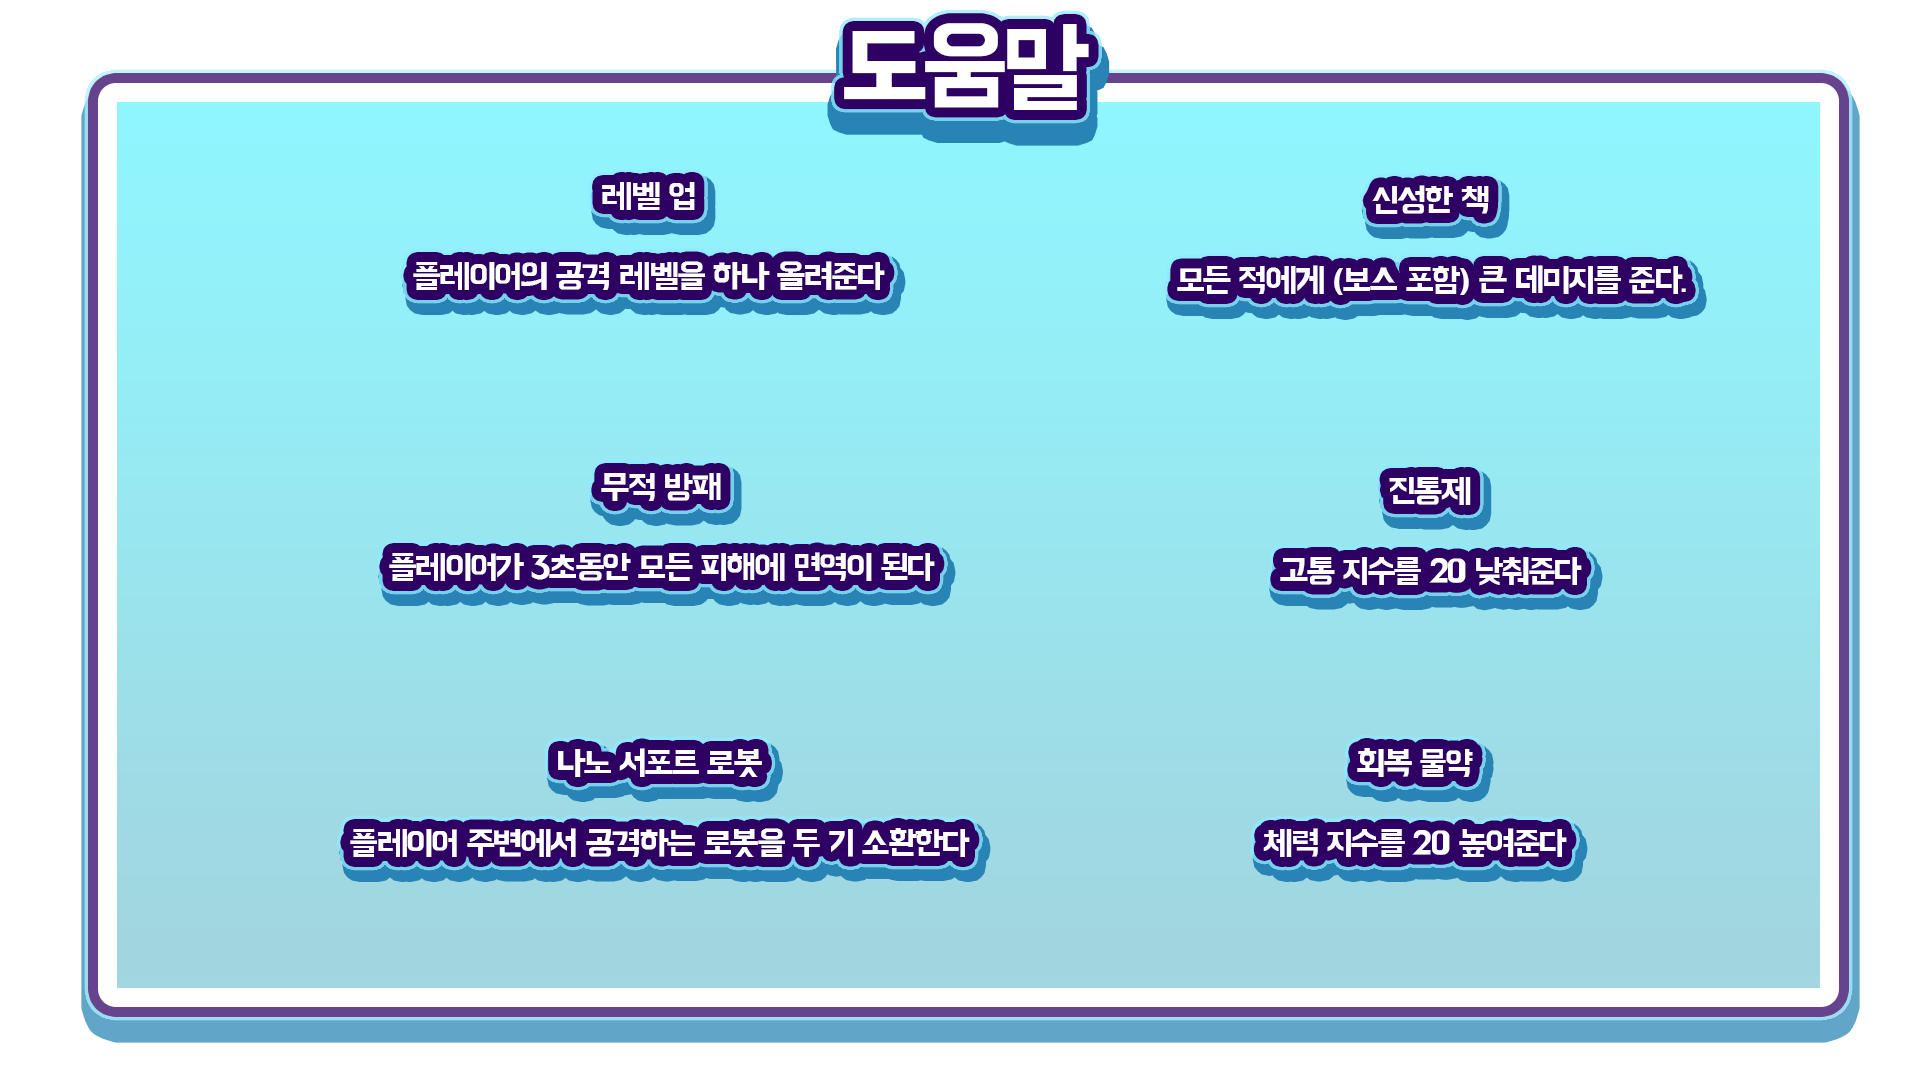 도움말
레벨 업
플레이어의 공격 레벨을 하나 올려준다
신성한 책
모든 적에게 (보스 포함) 큰 데미지를 준다.
무적 방패
플레이어가 3초동안 모든 피해에 면역이 된다
진통제
고통 지수를 20 낮춰준다
나노 서포트 로봇
플레이어 주변에서 공격하는 로봇을 두 기 소환한다
회복 물약
체력 지수를 20 높여준다